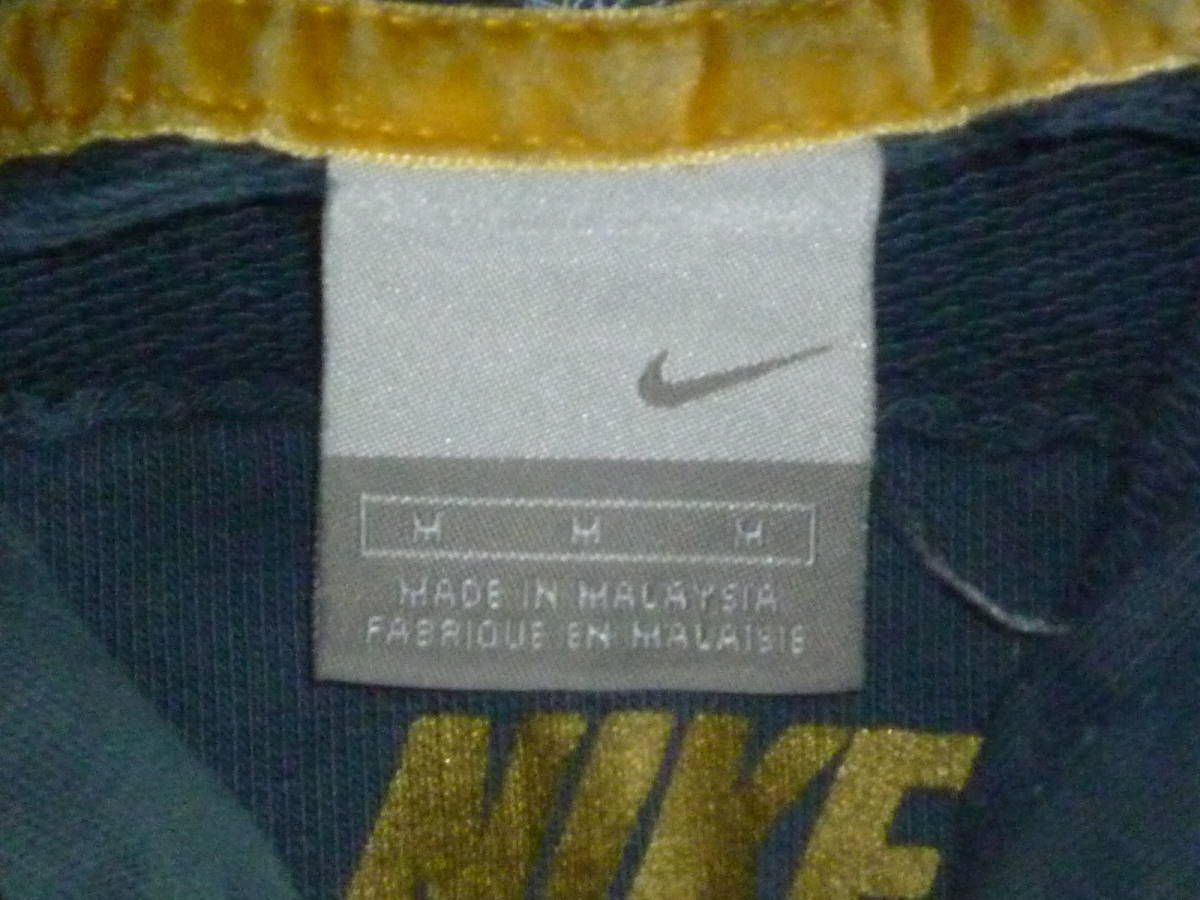 M M M
MADE IN MALAYSIA
FABRIQUE EN MALAISIE
NIKE